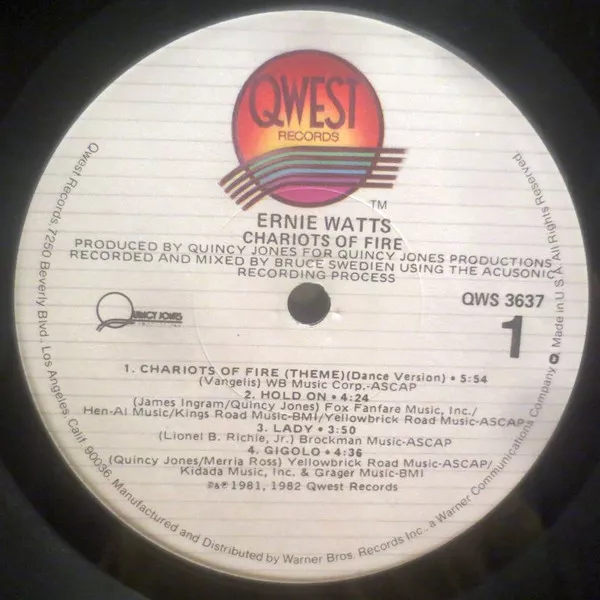 QWEST
RECORDS
TM
ERNIE WATTS
CHARIOTS OF FIRE
PRODUCED BY QUINCY JONES FOR QUINCY JONES PRODUCTIONS
RECORDED AND MIXED BY BRUCE SWEDIEN USING THE ACUSONIC
RECORDING PROCESS
QUINCY JONES
QWS 3637
1
1. CHARIOTS OF FIRE (THEME) (Dance Version) • 5:54
(Vangelis) WB Music Corp.-ASCAP
2. HOLD ON • 4:24
(James Ingram/Quincy Jones) Fox Fanfare Music, Inc./
Hen-Al Music/Kings Road Music-BMI/Yellowbrick Road Music-ASCAP
3. LADY • 3:50
(Lionel B. Richie, Jr.) Brockman Music-ASCAP
4. GIGOLO • 4:36
(Quincy Jones/Merria Ross) Yellowbrick Road Music-ASCAP/
Kidada Music, Inc. & Grager Music-BMI
℗&© 1981, 1982 Qwest Records
Qwest Records 7250 Beverly Blvd., Los Angeles, Calif. 90036, Manufactured and Distributed by Warner Bros. Records Inc., a Warner Communications Company Made in U.S.A. All Rights Reserved.